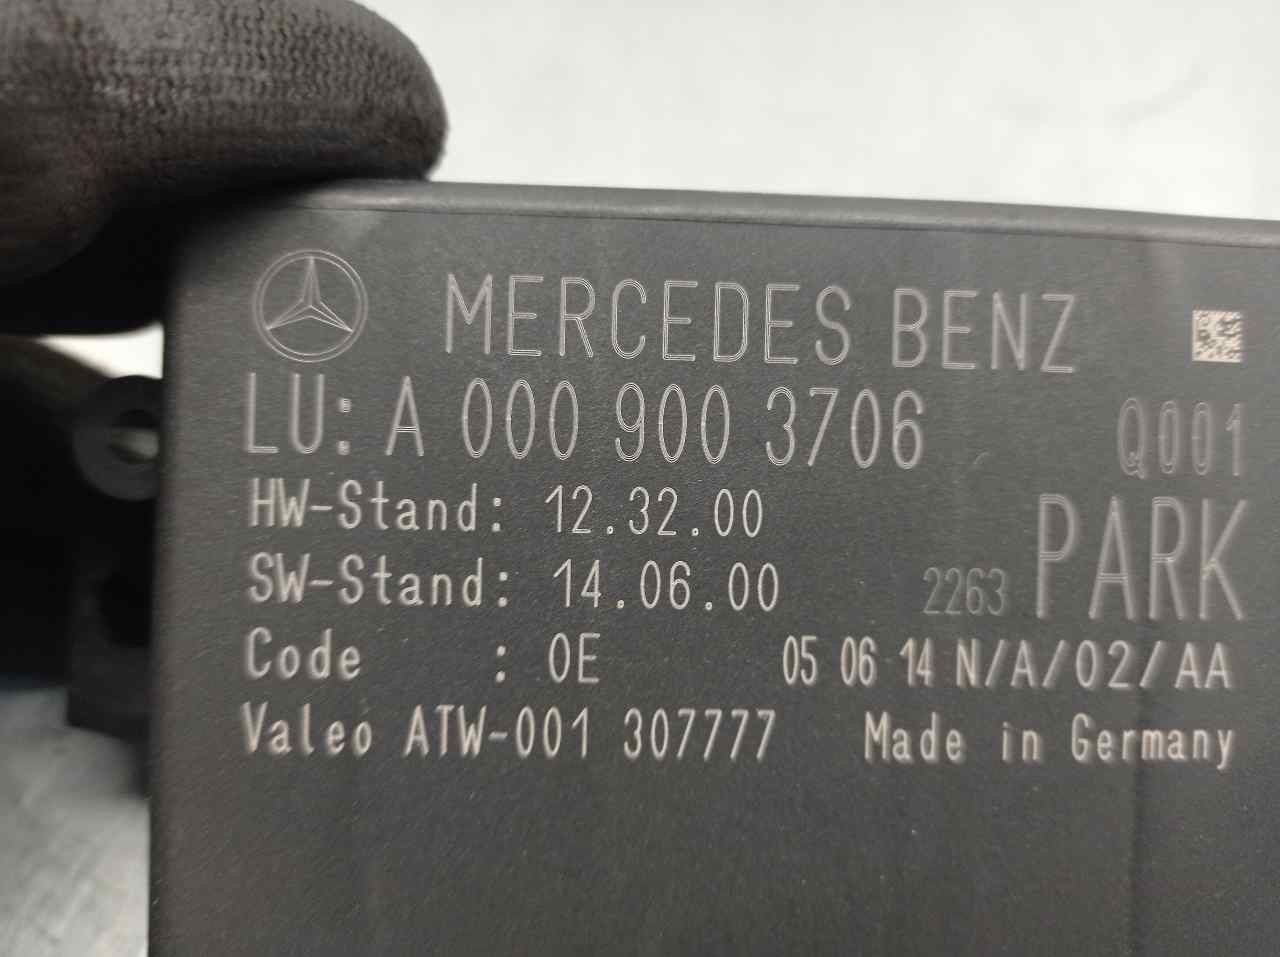 MERCEDES BENZ
LU: A 000 900 3706 Q001
HW-Stand: 12.32.00
SW-Stand: 14.06.00 2263 PARK
Code : 0E 05 06 14 N/A/02/AA
Valeo ATW-001 307777 Made in Germany